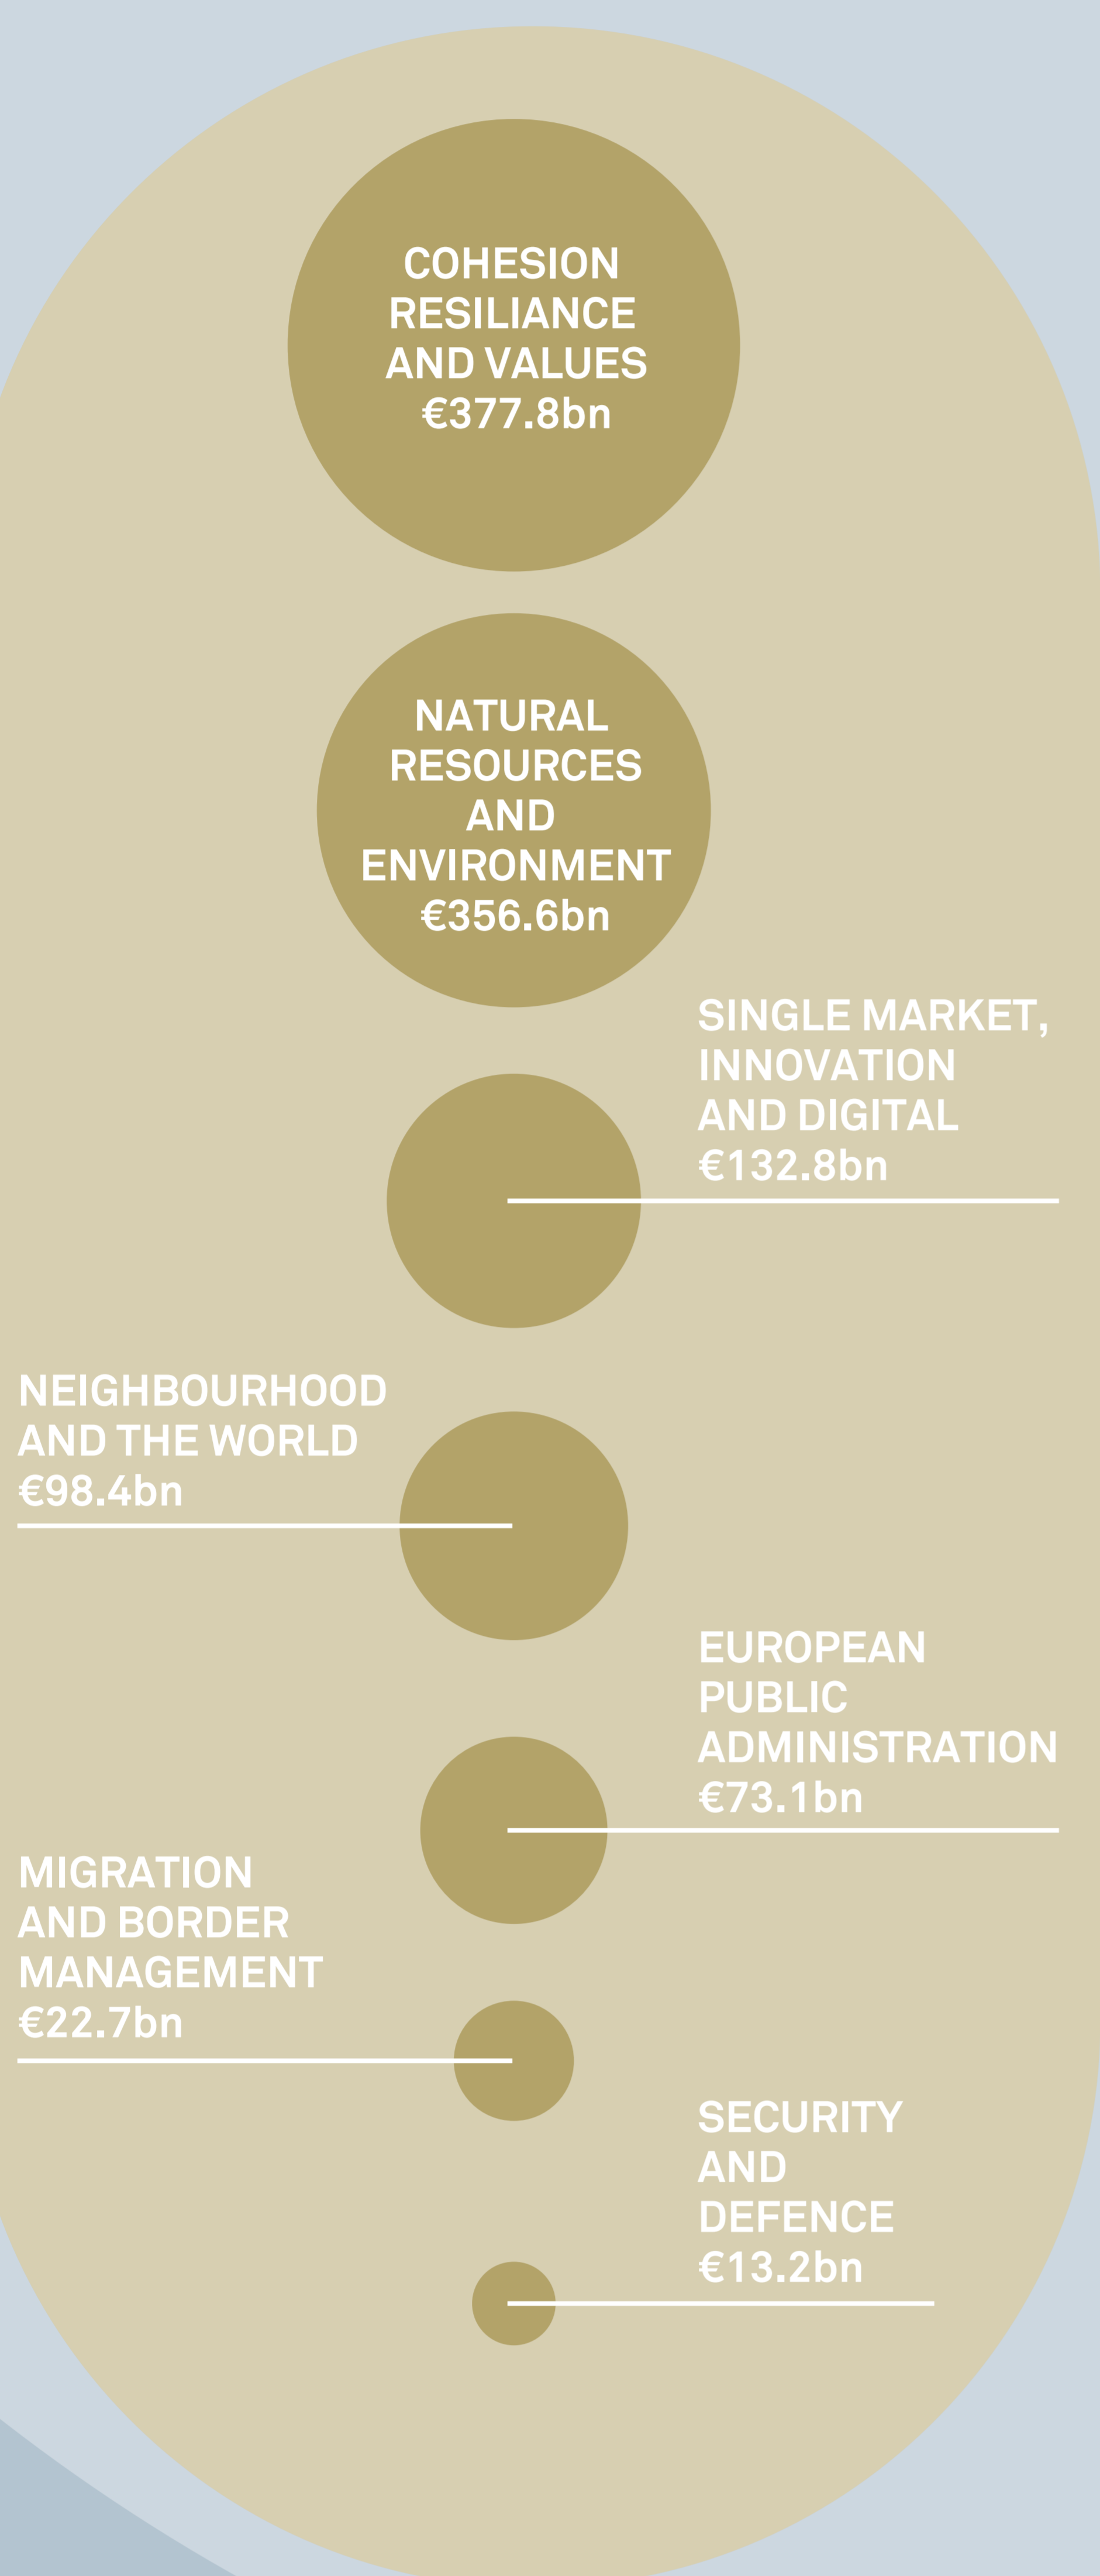 COHESION
RESILIANCE
AND VALUES
€377.8bn
NATURAL
RESOURCES
AND
ENVIRONMENT
€356.6bn
SINGLE MARKET,
INNOVATION
AND DIGITAL
€132.8bn
NEIGHBOURHOOD
AND THE WORLD
€98.4bn
EUROPEAN
PUBLIC
ADMINISTRATION
€73.1bn
MIGRATION
AND BORDER
MANAGEMENT
€22.7bn
SECURITY
AND
DEFENCE
€13.2bn